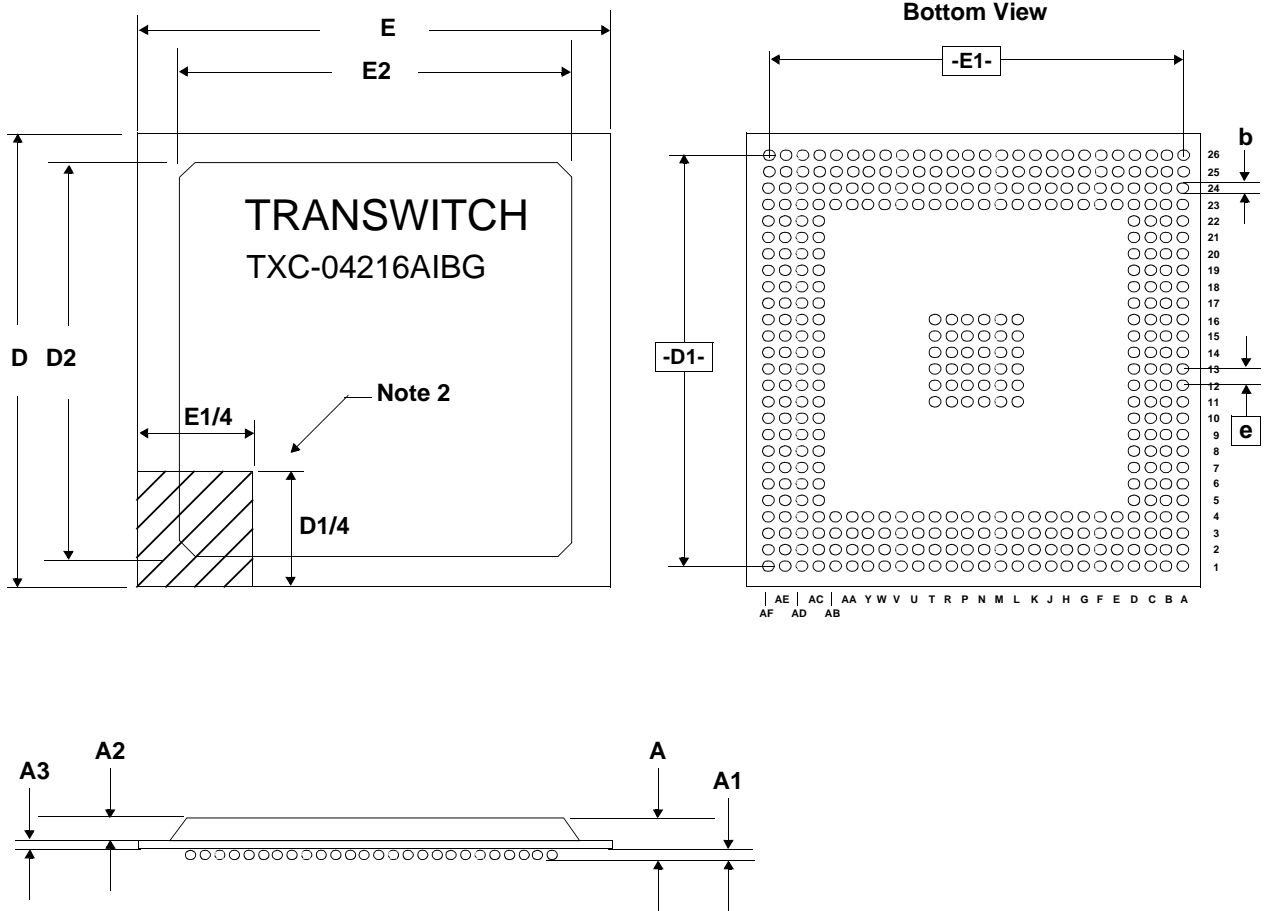 Bottom View
E
-E1-
E2
b
26
25
24
23
22
21
20
19
18
17
16
15
14
13
12
11
10
9
8
7
6
5
4
3
2
1
TRANSWITCH
TXC-04216AIBG
D D2
-D1-
Note 2
E1/4
e
D1/4
AE AC AA Y W V U T R P N M L K J H G F E D C B A
AF AD AB
A2
A
A3
A1